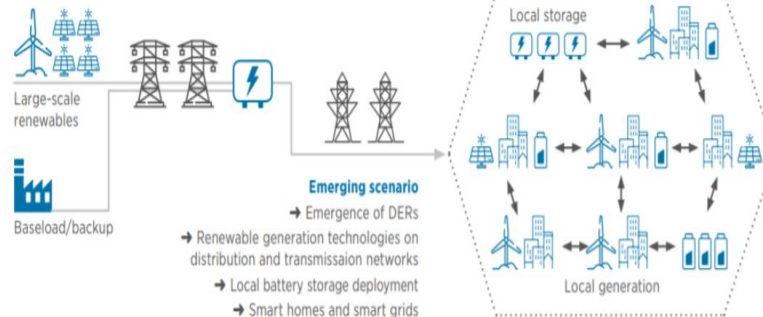 Large-scale
renewables
Baseload/backup
Emerging scenario
➔ Emergence of DERs
➔ Renewable generation technologies on
distribution and transmissaion networks
➔ Local battery storage deployment
➔ Smart homes and smart grids
Local storage
Local generation